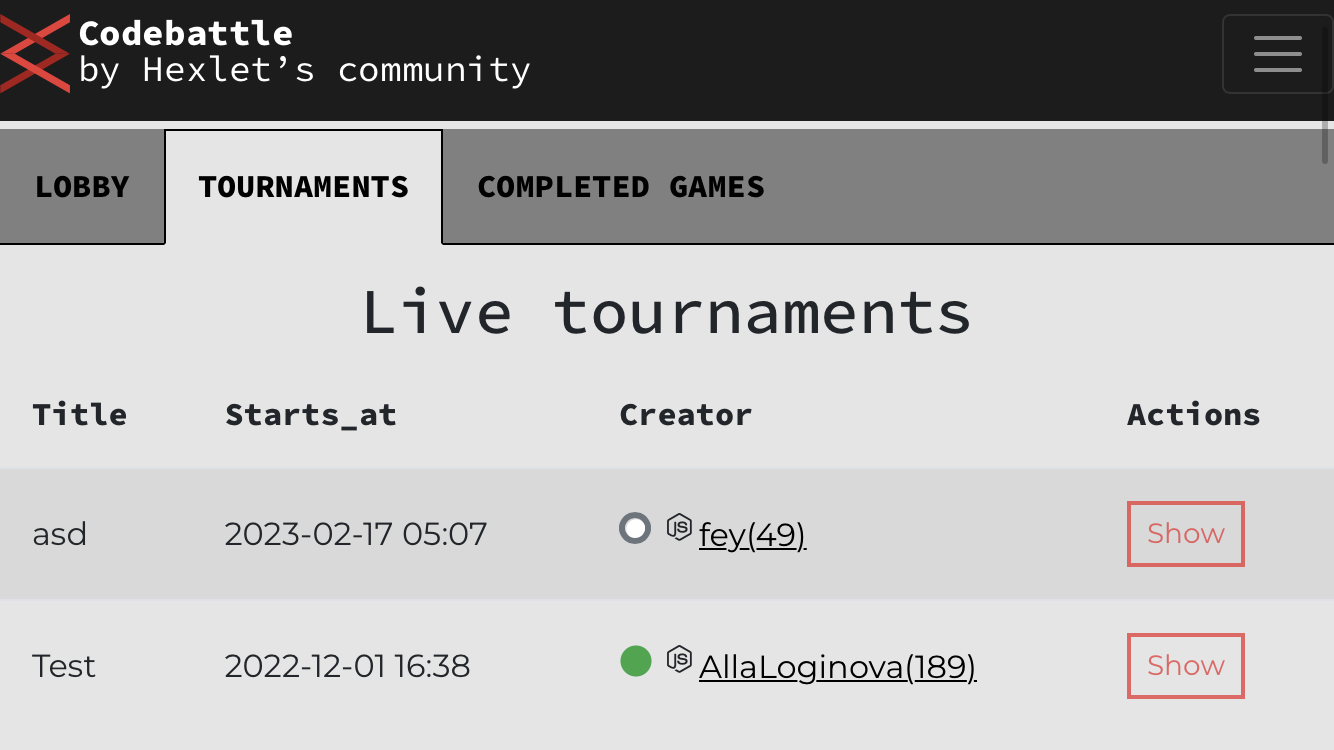 Codebattle
by Hexlet’s community
LOBBY TOURNAMENTS COMPLETED GAMES
Live tournaments
Title Starts_at Creator Actions
asd 2023-02-17 05:07 JS fey(49) Show
Test 2022-12-01 16:38 JS AllaLoginova(189) Show